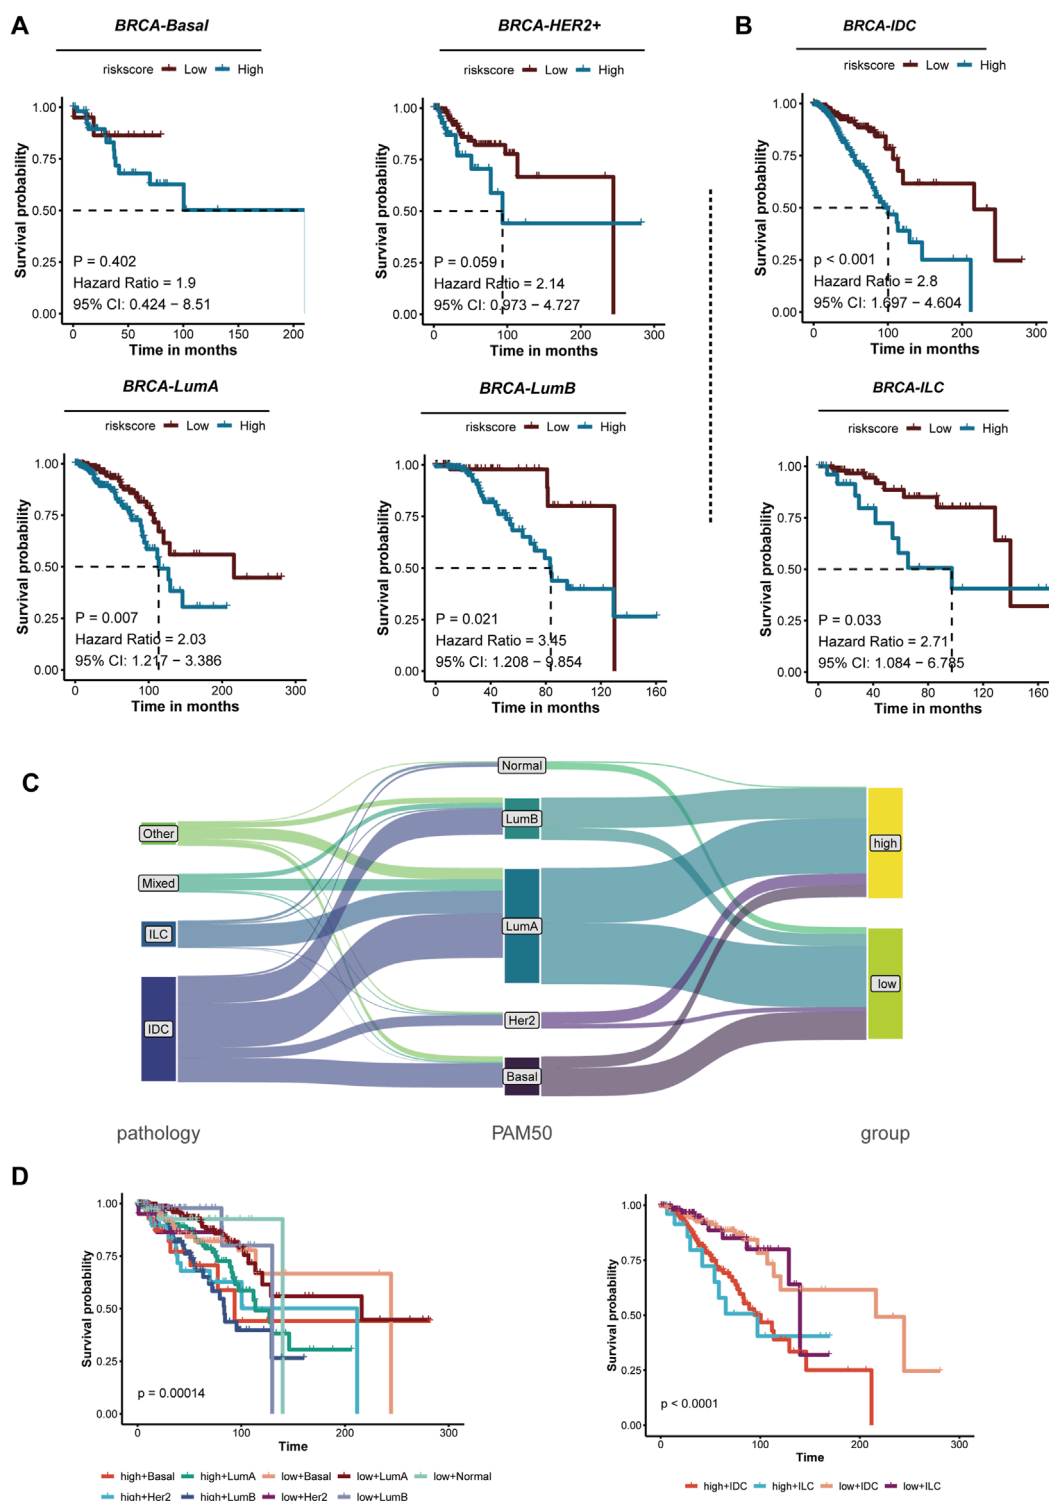 A
BRCA-Basal
riskscore Low High
Survival probability
1.00
0.75
0.50
0.25
0.00
P = 0.402
Hazard Ratio = 1.9
95% CI: 0.424 − 8.51
0 50 100 150 200
Time in months
BRCA-HER2+
riskscore Low High
Survival probability
1.00
0.75
0.50
0.25
0.00
P = 0.059
Hazard Ratio = 2.14
95% CI: 0.973 − 4.727
0 100 200 300
Time in months
B
BRCA-IDC
riskscore Low High
Survival probability
1.00
0.75
0.50
0.25
0.00
p < 0.001
Hazard Ratio = 2.8
95% CI: 1.697 − 4.604
0 100 200 300
Time in months
BRCA-LumA
riskscore Low High
Survival probability
1.00
0.75
0.50
0.25
0.00
P = 0.007
Hazard Ratio = 2.03
95% CI: 1.217 − 3.386
0 100 200 300
Time in months
BRCA-LumB
riskscore Low High
Survival probability
1.00
0.75
0.50
0.25
0.00
P = 0.021
Hazard Ratio = 3.45
95% CI: 1.208 − 9.854
0 40 80 120 160
Time in months
BRCA-ILC
riskscore Low High
Survival probability
1.00
0.75
0.50
0.25
0.00
P = 0.033
Hazard Ratio = 2.71
95% CI: 1.084 − 6.785
0 40 80 120 160
Time in months
C
Other
Mixed
ILC
IDC
Normal
LumB
LumA
Her2
Basal
high
low
pathology PAM50 group
D
Survival probability
1.00
0.75
0.50
0.25
0.00
p = 0.00014
0 100 200 300
Time
high+Basal high+LumA low+Basal low+LumA low+Normal
high+Her2 high+LumB low+Her2 low+LumB
Survival probability
1.00
0.75
0.50
0.25
0.00
p < 0.0001
0 100 200 300
Time
high+IDC high+ILC low+IDC low+ILC